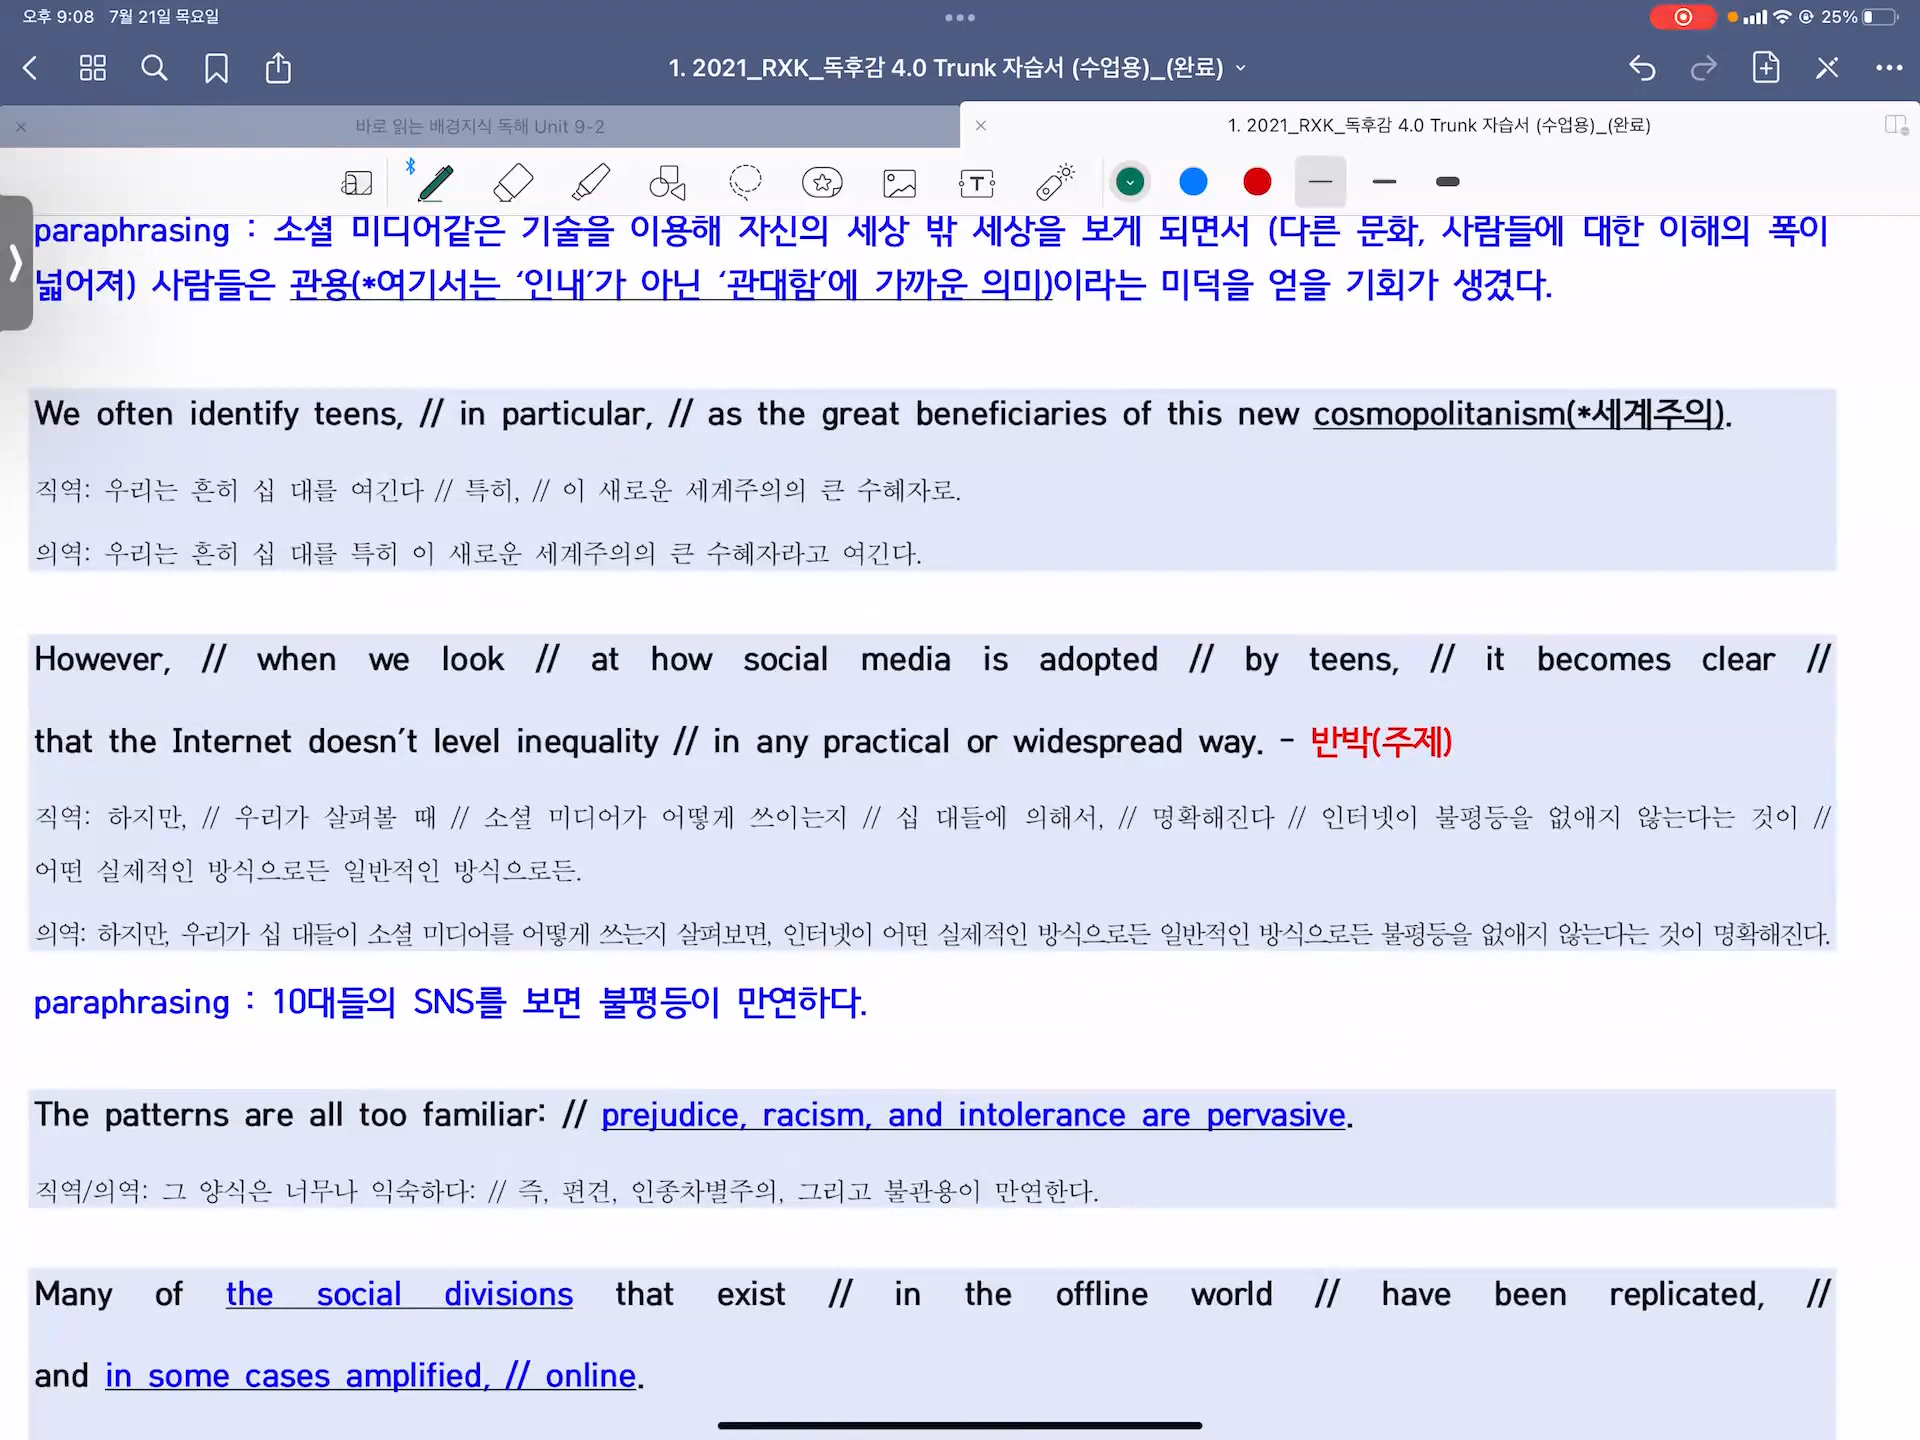 오후 9:08 7월 21일 목요일
25%
1. 2021_RXK_독후감 4.0 Trunk 자습서 (수업용)_(완료)
바로 읽는 배경지식 독해 Unit 9-2
1. 2021_RXK_독후감 4.0 Trunk 자습서 (수업용)_(완료)
paraphrasing : 소셜 미디어같은 기술을 이용해 자신의 세상 밖 세상을 보게 되면서 (다른 문화, 사람들에 대한 이해의 폭이
넓어져) 사람들은 관용(*여기서는 ‘인내’가 아닌 ‘관대함’에 가까운 의미)이라는 미덕을 얻을 기회가 생겼다.
We often identify teens, // in particular, // as the great beneficiaries of this new cosmopolitanism(*세계주의).
직역: 우리는 흔히 십 대를 여긴다 // 특히, // 이 새로운 세계주의의 큰 수혜자로.
의역: 우리는 흔히 십 대를 특히 이 새로운 세계주의의 큰 수혜자라고 여긴다.
However, // when we look // at how social media is adopted // by teens, // it becomes clear //
that the Internet doesn’t level inequality // in any practical or widespread way. - 반박(주제)
직역: 하지만, // 우리가 살펴볼 때 // 소셜 미디어가 어떻게 쓰이는지 // 십 대들에 의해서, // 명확해진다 // 인터넷이 불평등을 없애지 않는다는 것이 //
어떤 실제적인 방식으로든 일반적인 방식으로든.
의역: 하지만, 우리가 십 대들이 소셜 미디어를 어떻게 쓰는지 살펴보면, 인터넷이 어떤 실제적인 방식으로든 일반적인 방식으로든 불평등을 없애지 않는다는 것이 명확해진다.
paraphrasing : 10대들의 SNS를 보면 불평등이 만연하다.
The patterns are all too familiar: // prejudice, racism, and intolerance are pervasive.
직역/의역: 그 양식은 너무나 익숙하다: // 즉, 편견, 인종차별주의, 그리고 불관용이 만연한다.
Many of the social divisions that exist // in the offline world // have been replicated, //
and in some cases amplified, // online.